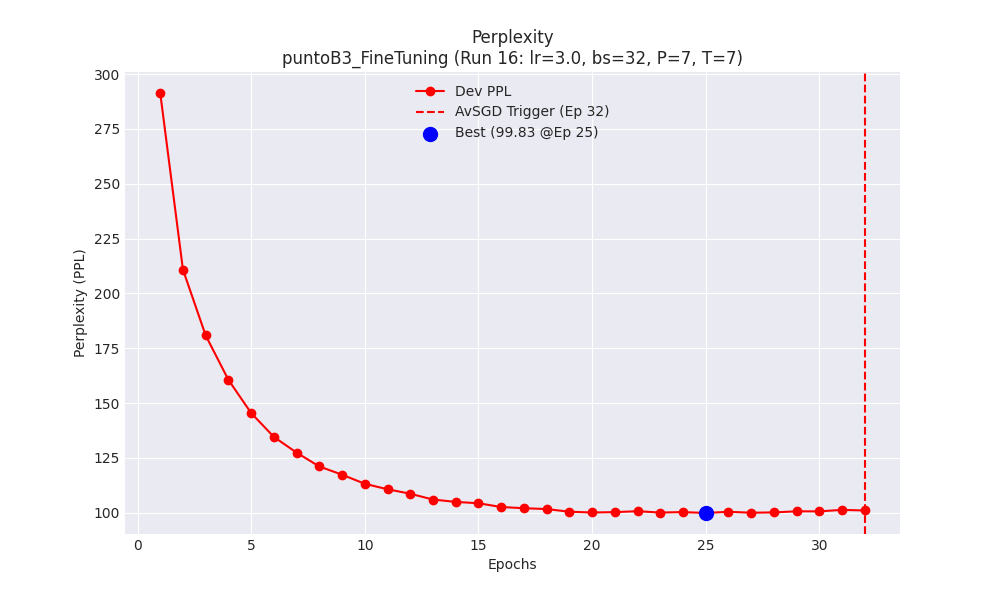 Perplexity
puntoB3_FineTuning (Run 16: lr=3.0, bs=32, P=7, T=7)
Dev PPL
AvSGD Trigger (Ep 32)
Best (99.83 @Ep 25)
Perplexity (PPL)
300
275
250
225
200
175
150
125
100
0 5 10 15 20 25 30
Epochs